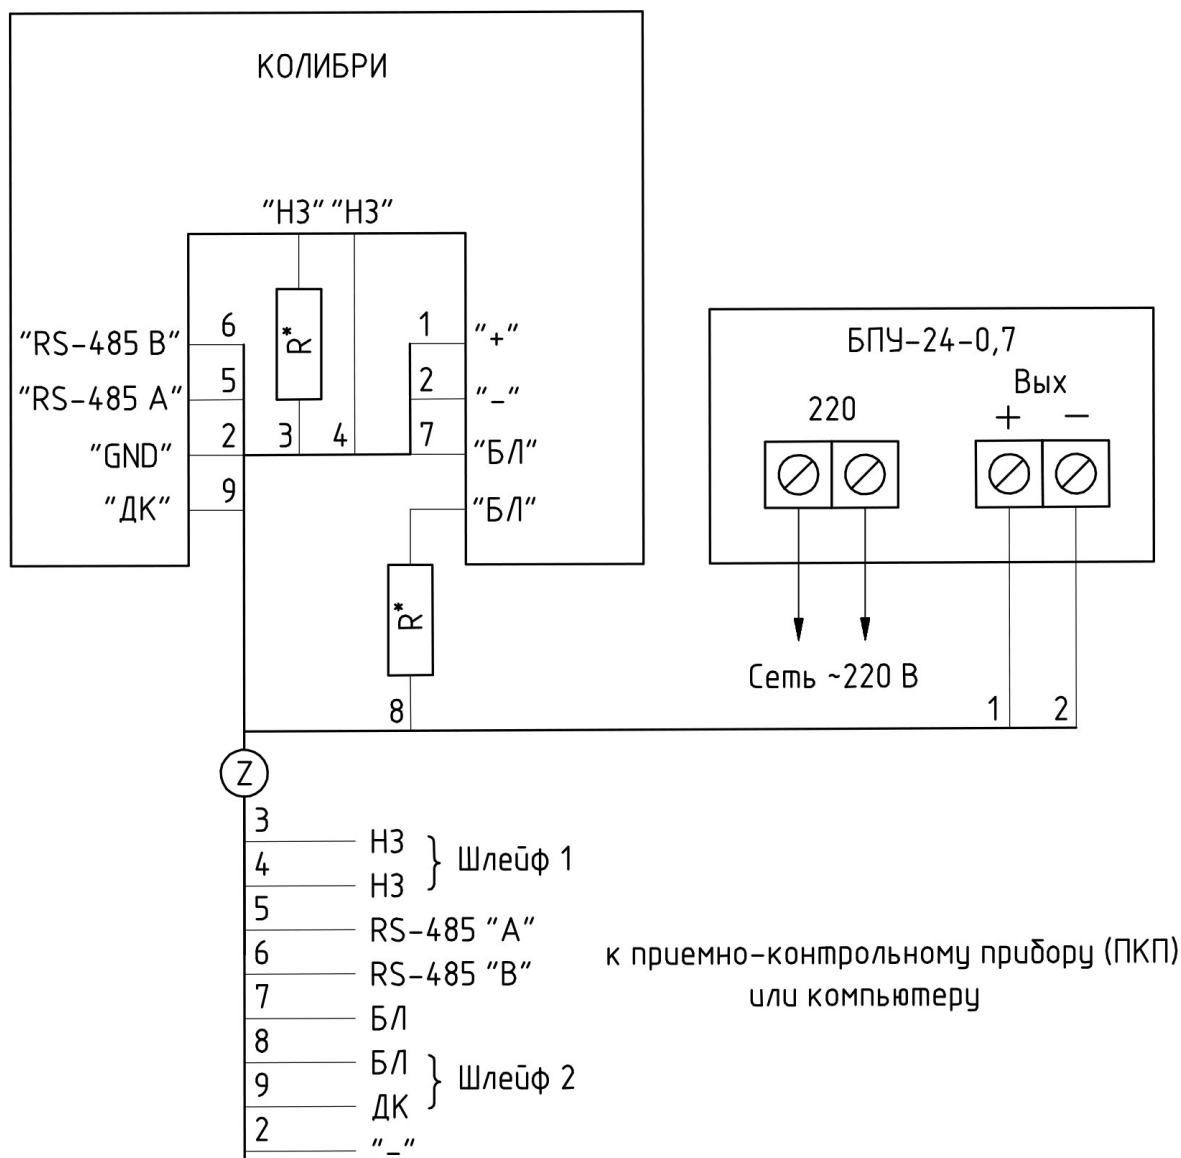 КОЛИБРИ
"НЗ" "НЗ"
"RS-485 B" 6
"RS-485 A" 5
"GND" 2
"ДК" 9
R*
3 4
1 "+"
2 "-"
7 "БЛ"
"БЛ"
R*
8
БПУ-24-0,7
220
Вых
+ −
Сеть ~220 В
1 2
Z
3 НЗ
4 НЗ
} Шлейф 1
5 RS-485 "A"
6 RS-485 "B"
7 БЛ
8 БЛ
9 ДК
} Шлейф 2
2 "-"
к приемно-контрольному прибору (ПКП)
или компьютеру